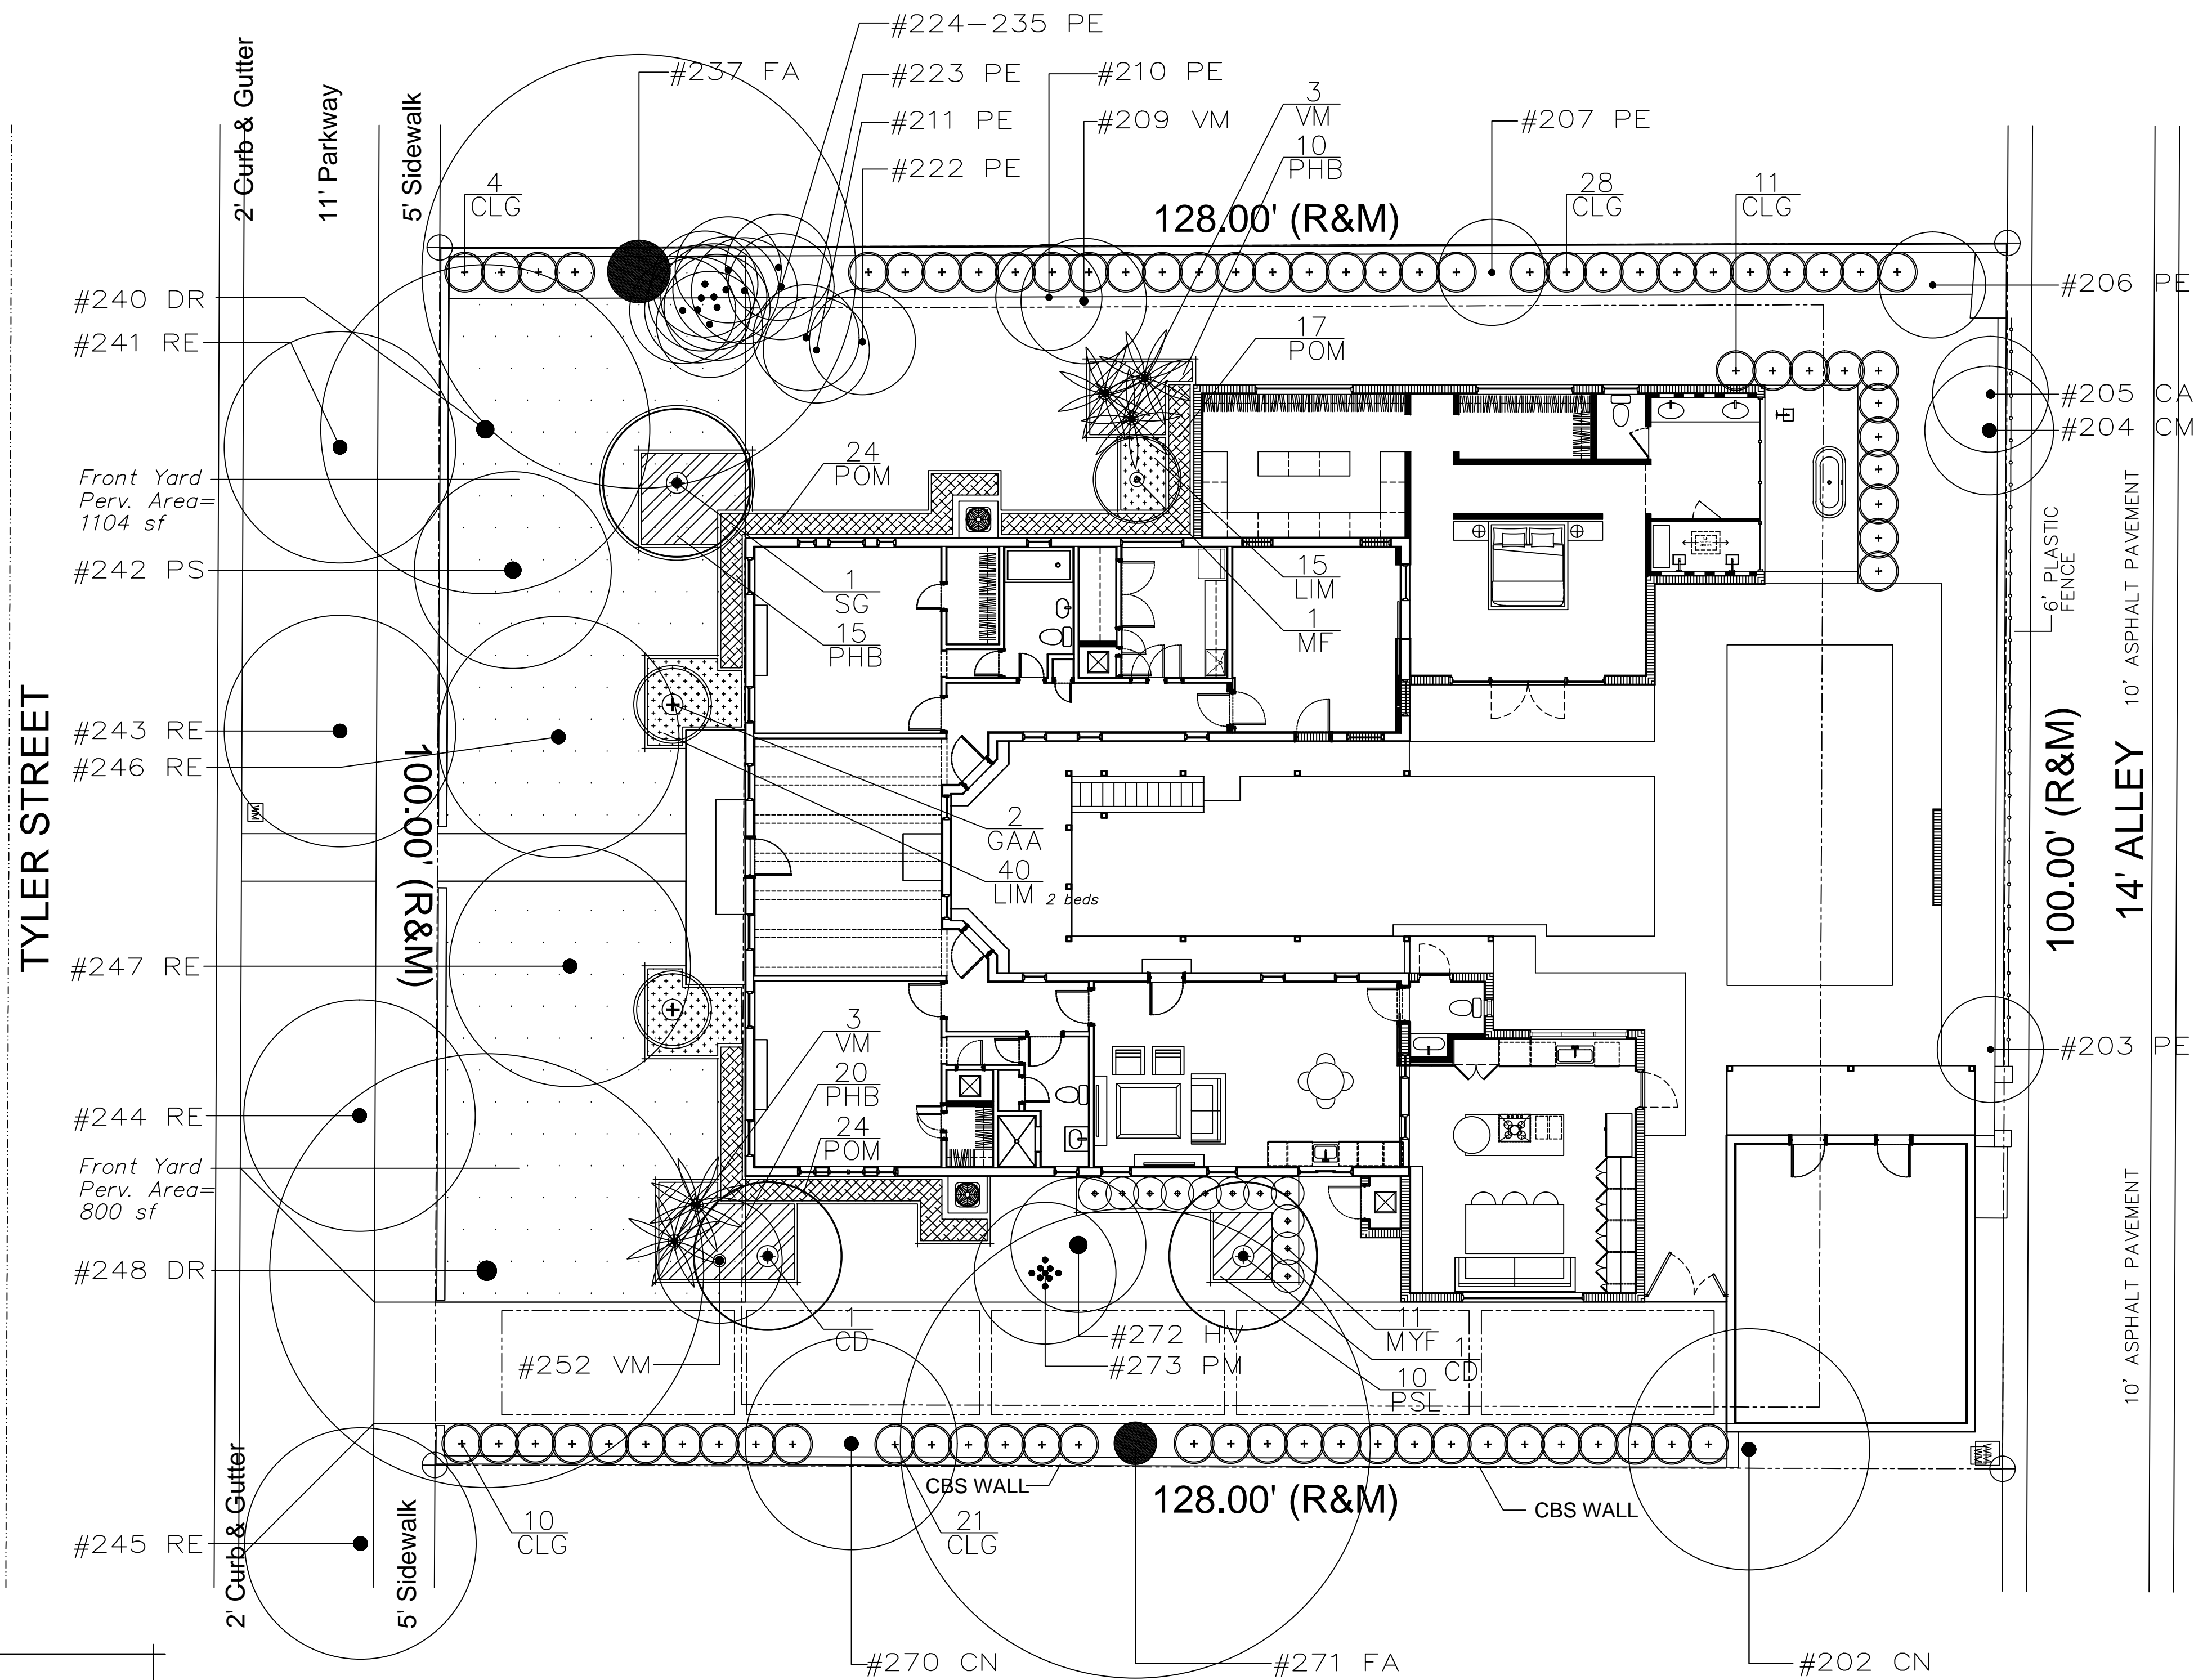 #224-235 PE
#237 FA
#223 PE
#210 PE
#211 PE
#209 VM
3
VM
#207 PE
#222 PE
10
PHB
2' Curb & Gutter
11' Parkway
5' Sidewalk
4
CLG
128.00' (R&M)
28
CLG
11
CLG
#240 DR
#241 RE
#206 PE
17
POM
#205 CA
#204 CM
Front Yard
Perv. Area=
1104 sf
24
POM
#242 PS
1
SG
15
PHB
15
LIM
1
MF
6' PLASTIC
FENCE
10' ASPHALT PAVEMENT
#243 RE
#246 RE
TYLER STREET
100.00' (R&M)
WM
2
GAA
40
LIM 2 beds
100.00' (R&M)
14' ALLEY
#247 RE
3
VM
20
PHB
24
POM
#203 PE
#244 RE
Front Yard
Perv. Area=
800 sf
#248 DR
10' ASPHALT PAVEMENT
1
CD
#252 VM
#272 HV
#273 PM
11
MYF
1
CD
10
PSL
2' Curb & Gutter
5' Sidewalk
#245 RE
10
CLG
CBS WALL
21
CLG
128.00' (R&M)
CBS WALL
#270 CN
#271 FA
#202 CN